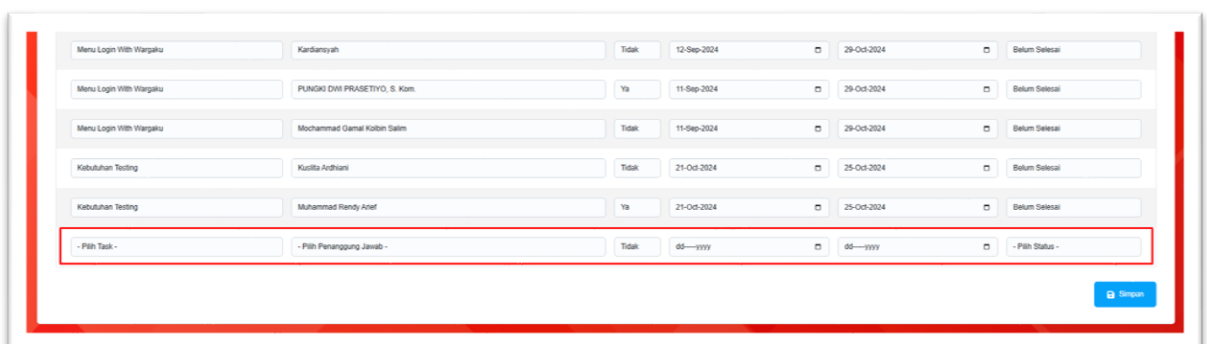 Menu Login With Wargaku Kardiansyah Tidak 12-Sep-2024 29-Oct-2024 Belum Selesai
Menu Login With Wargaku PUNGKI DWI PRASETIYO, S. Kom. Ya 11-Sep-2024 29-Oct-2024 Belum Selesai
Menu Login With Wargaku Mochammad Gamal Kolbin Salim Tidak 11-Sep-2024 29-Oct-2024 Belum Selesai
Kebutuhan Testing Kuslita Ardhiani Tidak 21-Oct-2024 25-Oct-2024 Belum Selesai
Kebutuhan Testing Muhammad Rendy Arief Ya 21-Oct-2024 25-Oct-2024 Belum Selesai
- Pilih Task - - Pilih Penanggung Jawab - Tidak dd----yyyy dd----yyyy - Pilih Status -
Simpan